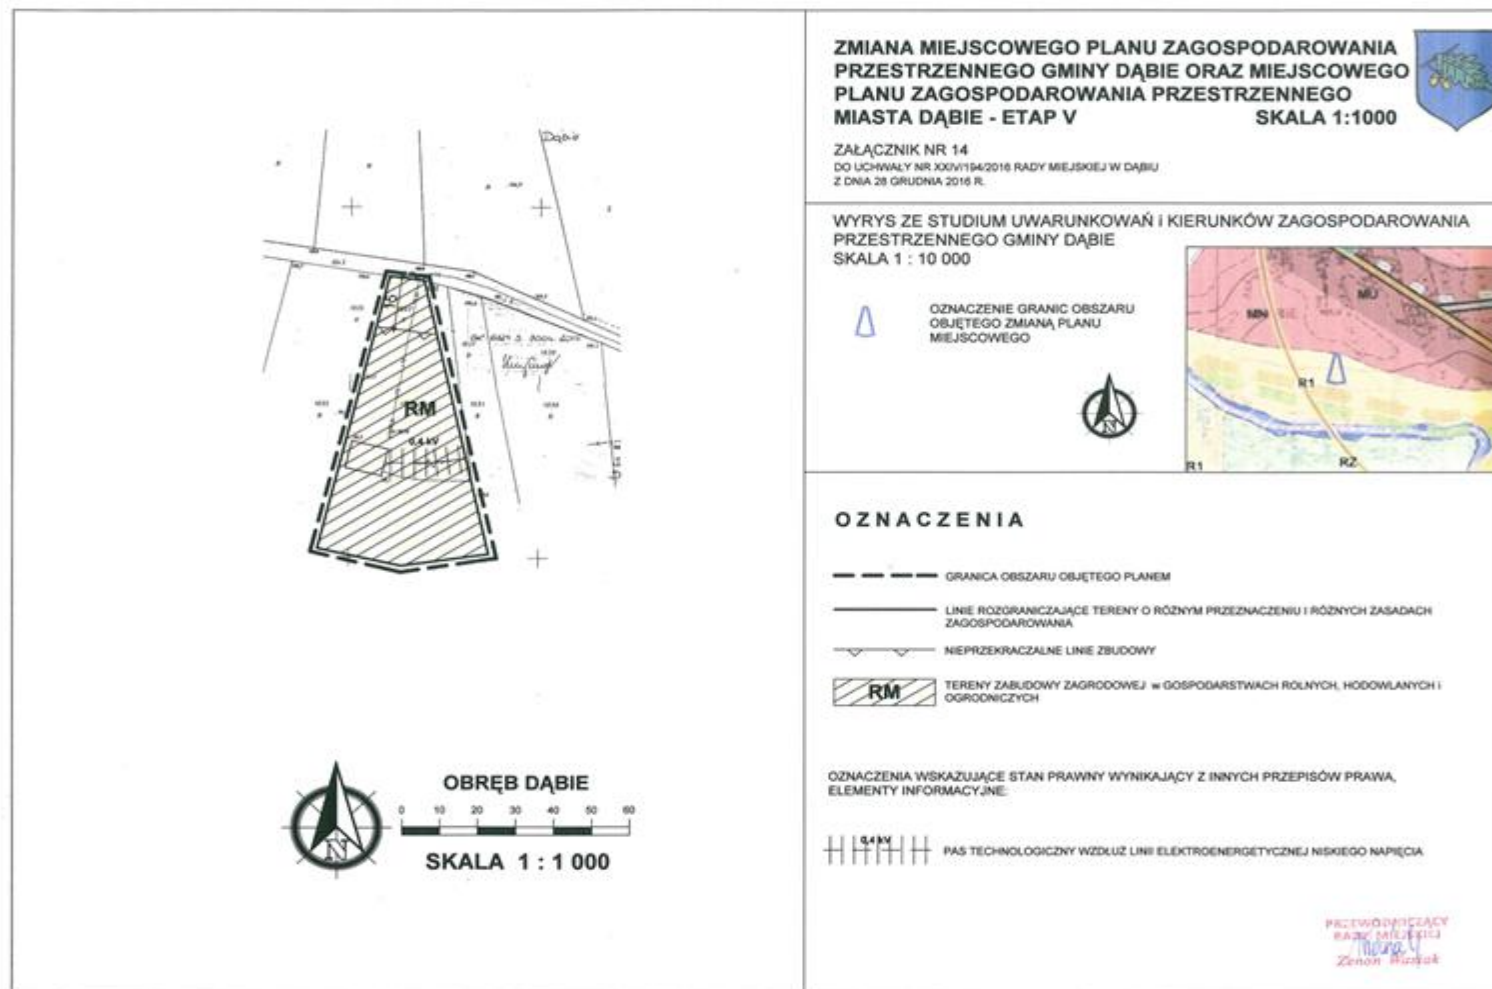 ZMIANA MIEJSCOWEGO PLANU ZAGOSPODAROWANIA
PRZESTRZENNEGO GMINY DĄBIE ORAZ MIEJSCOWEGO
PLANU ZAGOSPODAROWANIA PRZESTRZENNEGO
MIASTA DĄBIE - ETAP V SKALA 1:1000
ZAŁĄCZNIK NR 14
DO UCHWAŁY NR XXIV/194/2016 RADY MIEJSKIEJ W DĄBIU
Z DNIA 28 GRUDNIA 2016 R.
WYRYS ZE STUDIUM UWARUNKOWAŃ i KIERUNKÓW ZAGOSPODAROWANIA
PRZESTRZENNEGO GMINY DĄBIE
SKALA 1 : 10 000
OZNACZENIE GRANIC OBSZARU
OBJĘTEGO ZMIANĄ PLANU
MIEJSCOWEGO
N
MU
MN
R1
R1
RZ
Dąbie
RM
0,4 kV
OZNACZENIA
GRANICA OBSZARU OBJĘTEGO PLANEM
LINIE ROZGRANICZAJĄCE TERENY O RÓŻNYM PRZEZNACZENIU I RÓŻNYCH ZASADACH
ZAGOSPODAROWANIA
NIEPRZEKRACZALNE LINIE ZBUDOWY
RM
TERENY ZABUDOWY ZAGRODOWEJ w GOSPODARSTWACH ROLNYCH, HODOWLANYCH i
OGRODNICZYCH
OZNACZENIA WSKAZUJĄCE STAN PRAWNY WYNIKAJĄCY Z INNYCH PRZEPISÓW PRAWA,
ELEMENTY INFORMACYJNE:
0,4 kV
PAS TECHNOLOGICZNY WZDŁUŻ LINII ELEKTROENERGETYCZNEJ NISKIEGO NAPIĘCIA
N
OBRĘB DĄBIE
0 10 20 30 40 50 60
SKALA 1 : 1 000
PRZEWODNICZĄCY
RADY MIEJSKIEJ
Zenon